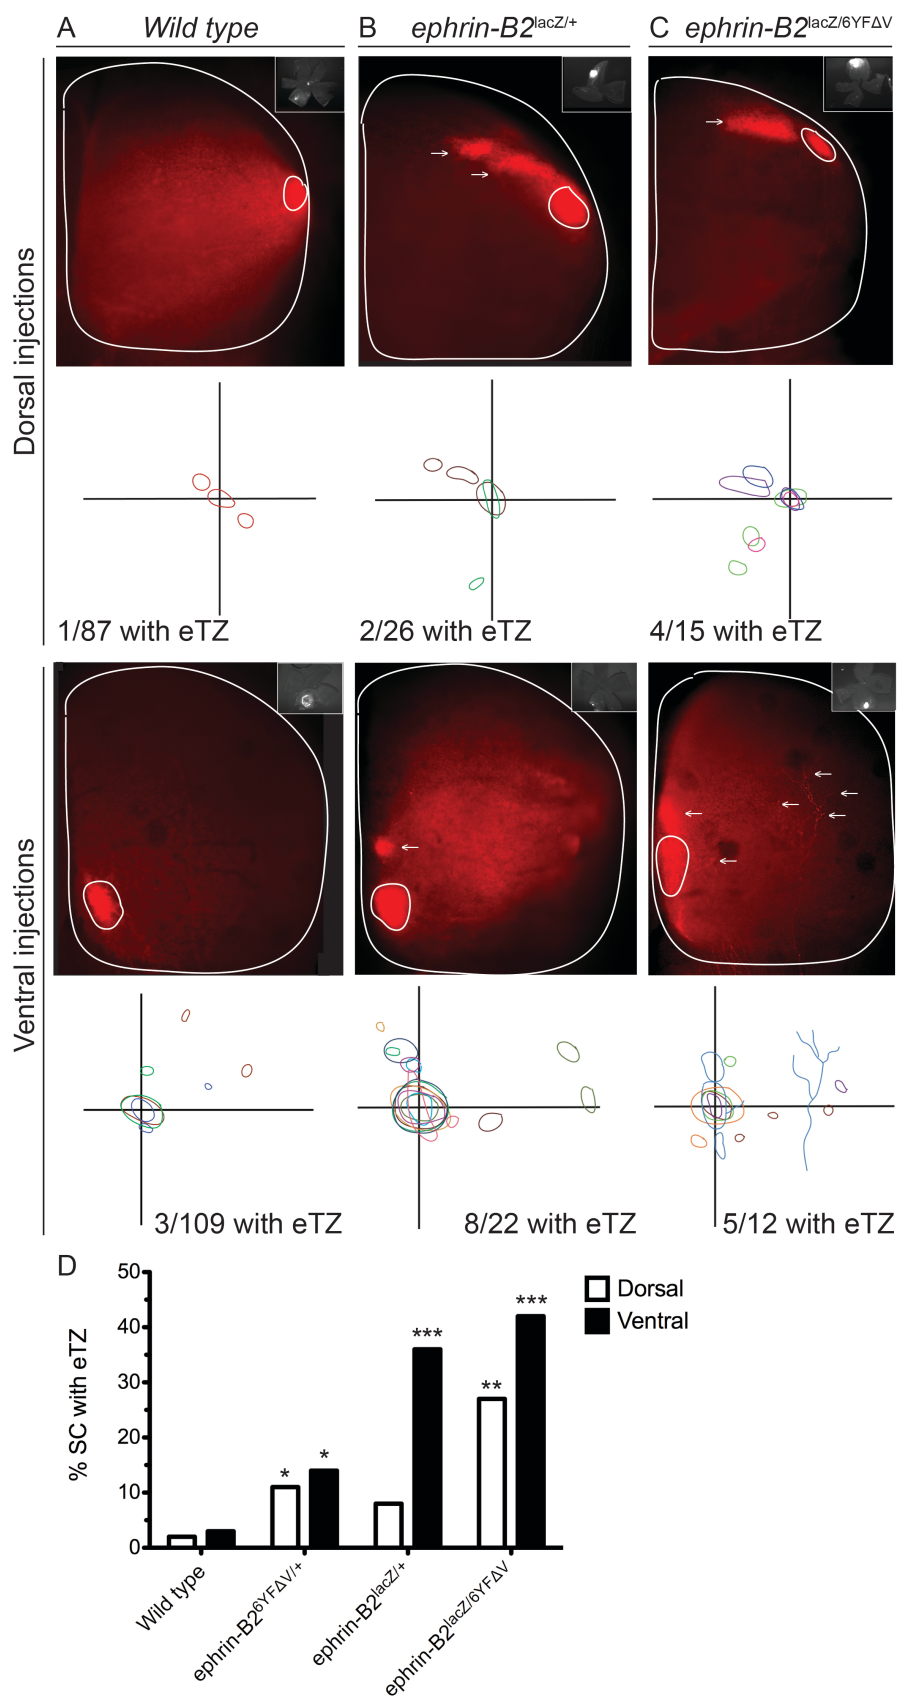 A Wild type
B ephrin-B2lacZ/+
C ephrin-B2lacZ/6YFΔV
Dorsal injections
1/87 with eTZ
2/26 with eTZ
4/15 with eTZ
Ventral injections
3/109 with eTZ
8/22 with eTZ
5/12 with eTZ
D
% SC with eTZ
50
40
30
20
10
0
*
*
***
**
***
Dorsal
Ventral
Wild type
ephrin-B26YFΔV/+
ephrin-B2lacZ/+
ephrin-B2lacZ/6YFΔV